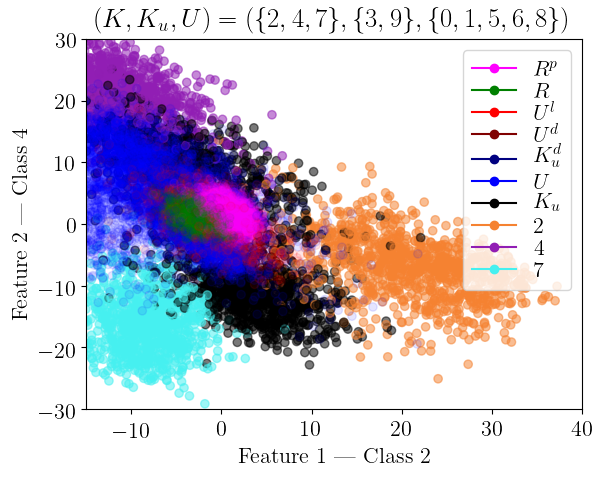 (K, K_u, U) = ({2, 4, 7}, {3, 9}, {0, 1, 5, 6, 8})
30
20
10
0
−10
−20
−30
Feature 2 — Class 4
R^p
R
U^l
U^d
K_u^d
U
K_u
2
4
7
−10
0
10
20
30
40
Feature 1 — Class 2